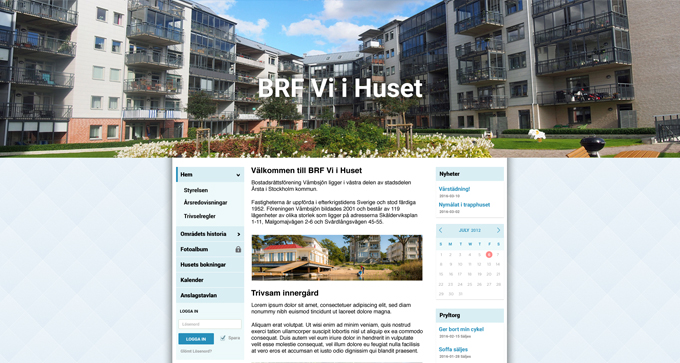 BRF Vi i Huset
Hem
Styrelsen
Årsredovisningar
Trivselregler
Områdets historia
Fotoalbum
Husets bokningar
Kalender
Anslagstavlan
LOGGA IN
Lösenord
LOGGA IN
Spara
Glömt lösenord?
Välkommen till BRF Vi i Huset
Bostadsrättsförening Vämbsjön ligger i västra delen av stadsdelen
Årsta i Stockholm kommun.
Fastigheterna är uppförda i efterkrigstidens Sverige och stod färdiga
1952. Föreningen Vämbsjön bildades 2001 och består av 119
lägenheter av olika storlek som ligger på adresserna Skälderviksplan
1-11, Malgomajvägen 2-6 och Svärdlångsvägen 45-55.
Trivsam innergård
Lorem ipsum dolor sit amet, consectetuer adipiscing elit, sed diam
nonummy nibh euismod tincidunt ut laoreet dolore magna.
Aliquam erat volutpat. Ut wisi enim ad minim veniam, quis nostrud
exerci tation ullamcorper suscipit lobortis nisl ut aliquip ex ea commodo
consequat. Duis autem vel eum iriure dolor in hendrerit in vulputate
velit esse molestie consequat, vel illum dolore eu feugiat nulla facilisis
at vero eros et accumsan et iusto odio dignissim qui blandit praesent.
Nyheter
Vårstädning!
2016-03-15
Nymålat i trapphuset
2016-03-02
JULY 2012
S M T W T F S
1 2 3 4 5 6 7
8 9 10 11 12 13 14
15 16 17 18 19 20 21
22 23 24 25 26 27 28
29 30 31
Pryltorg
Ger bort min cykel
2016-02-15 Säljes
Soffa säljes
2016-01-28 Säljes